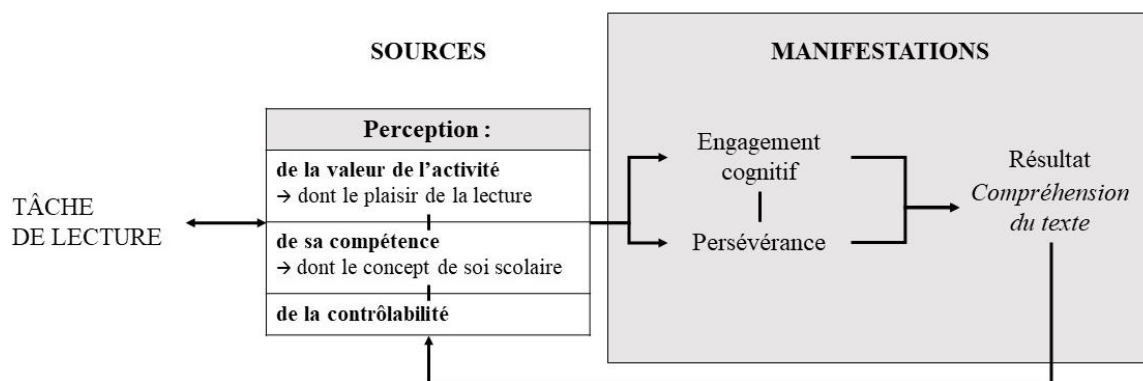 SOURCES
MANIFESTATIONS
TÂCHE
DE LECTURE
Perception :
de la valeur de l’activité
→ dont le plaisir de la lecture
de sa compétence
→ dont le concept de soi scolaire
de la contrôlabilité
Engagement
cognitif
Persévérance
Résultat
Compréhension
du texte